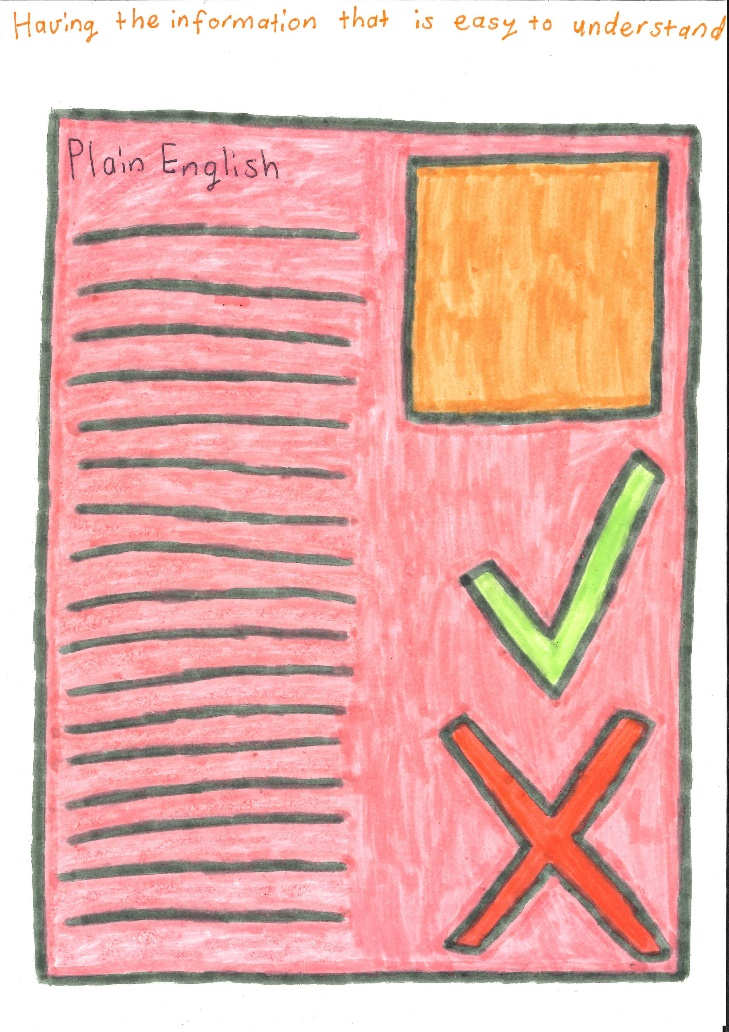 Having the information that is easy to understand
Plain English